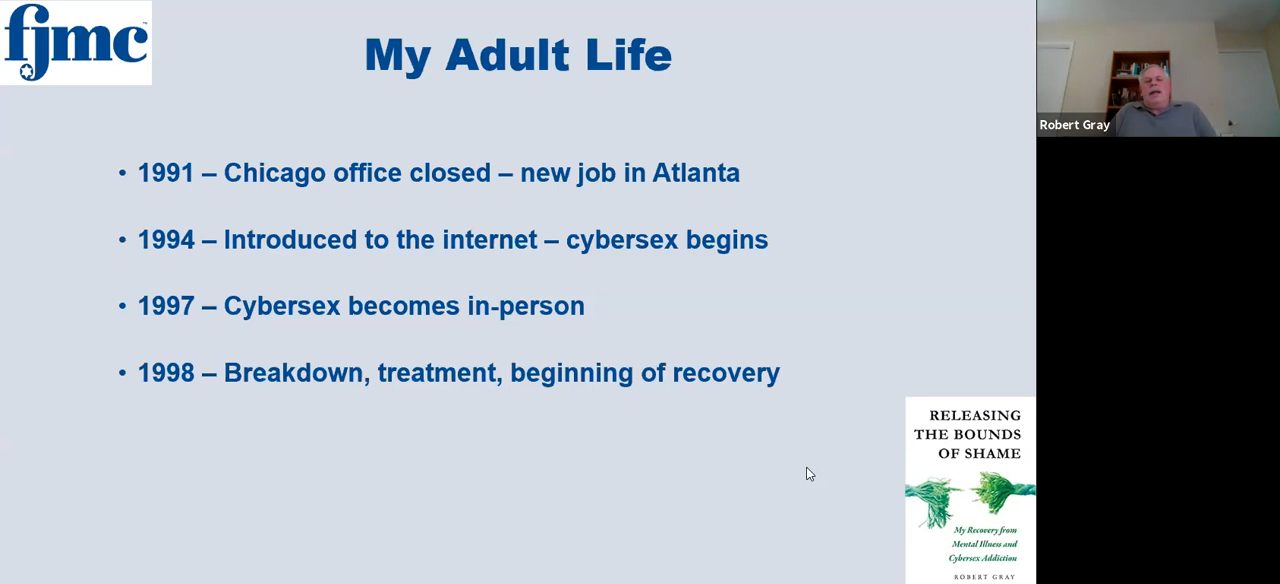 fjmc™
My Adult Life
• 1991 – Chicago office closed – new job in Atlanta
• 1994 – Introduced to the internet – cybersex begins
• 1997 – Cybersex becomes in-person
• 1998 – Breakdown, treatment, beginning of recovery
RELEASING
THE BOUNDS
OF SHAME
My Recovery from
Mental Illness and
Cybersex Addiction
ROBERT GRAY
Robert Gray